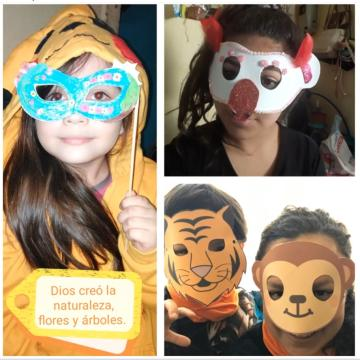 Dios creó la
naturaleza,
flores y árboles.